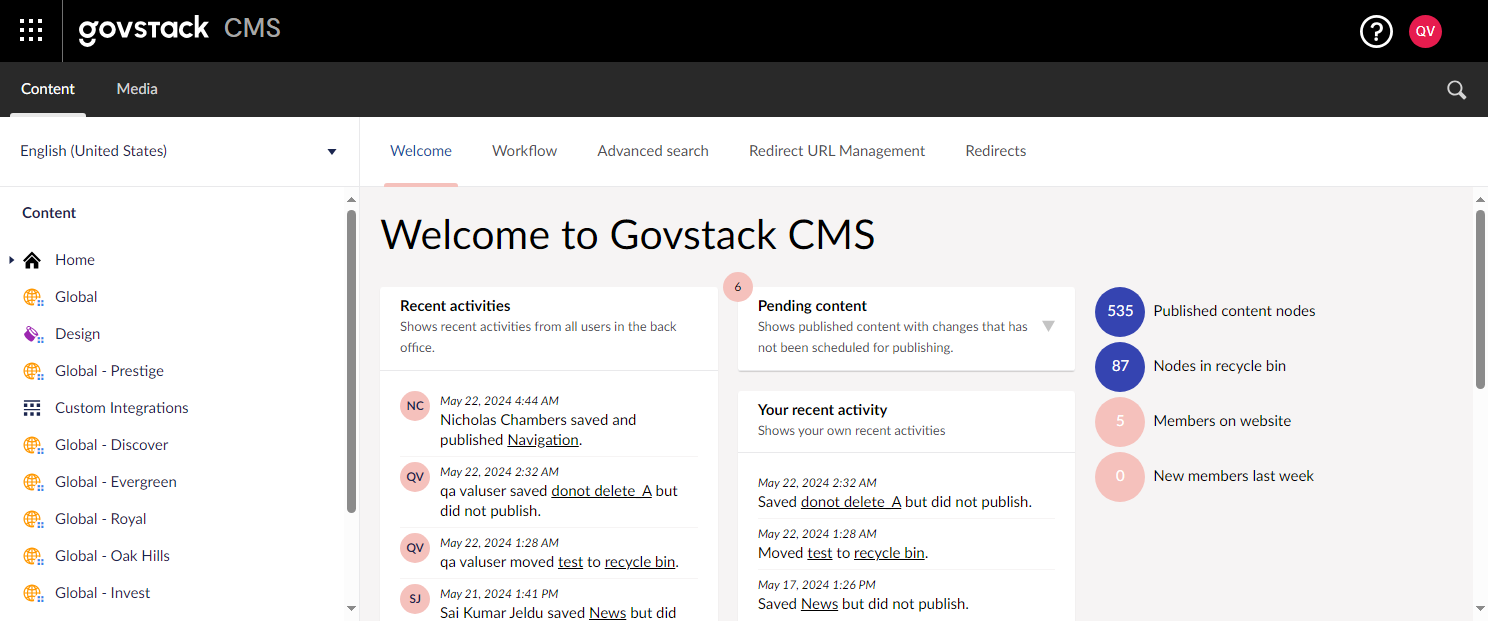 govstack CMS
QV
Content
Media
English (United States)
Welcome
Workflow
Advanced search
Redirect URL Management
Redirects
Content
Home
Global
Design
Global - Prestige
Custom Integrations
Global - Discover
Global - Evergreen
Global - Royal
Global - Oak Hills
Global - Invest
Welcome to Govstack CMS
Recent activities
Shows recent activities from all users in the back
office.
NC
May 22, 2024 4:44 AM
Nicholas Chambers saved and
published Navigation.
QV
May 22, 2024 2:32 AM
qa valuser saved donot delete_A but
did not publish.
QV
May 22, 2024 1:28 AM
qa valuser moved test to recycle bin.
SJ
May 21, 2024 1:41 PM
Sai Kumar Jeldu saved News but did
6
Pending content
Shows published content with changes that has
not been scheduled for publishing.
Your recent activity
Shows your own recent activities
May 22, 2024 2:32 AM
Saved donot delete_A but did not publish.
May 22, 2024 1:28 AM
Moved test to recycle bin.
May 17, 2024 1:26 PM
Saved News but did not publish.
535 Published content nodes
87 Nodes in recycle bin
5 Members on website
0 New members last week